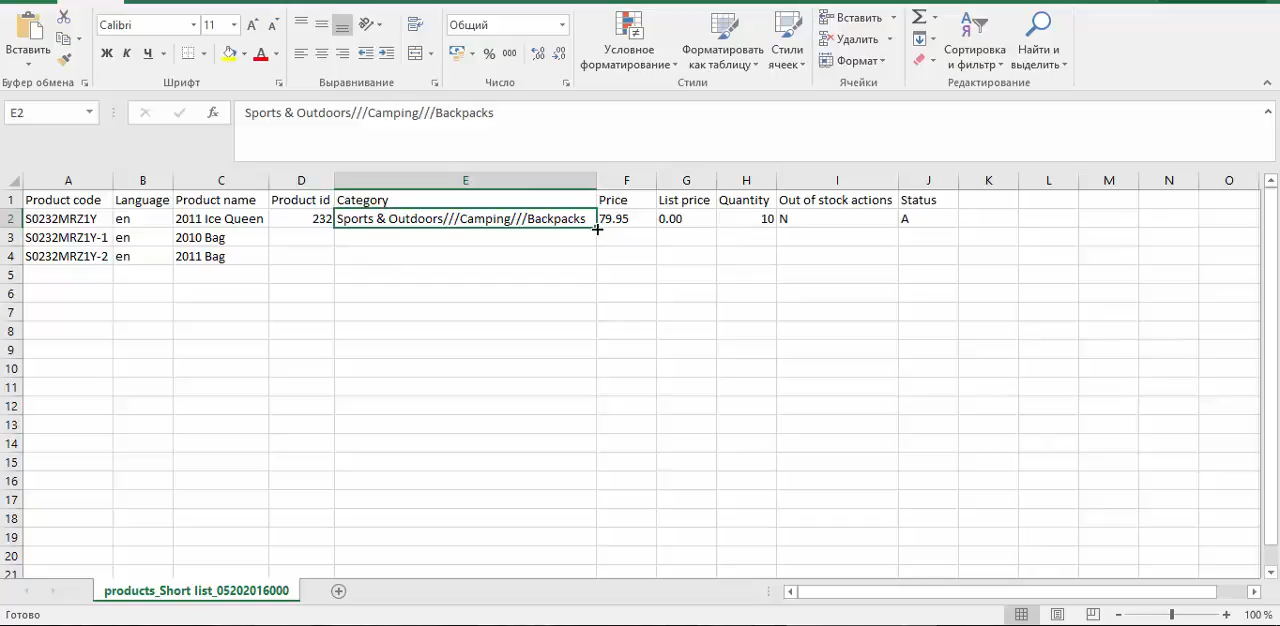 Вставить
Буфер обмена
Calibri 11
Ж К Ч А
Шрифт
Выравнивание
Общий
% 000
Число
Условное форматирование
Форматировать как таблицу
Стили ячеек
Стили
Вставить
Удалить
Формат
Ячейки
Сортировка и фильтр
Найти и выделить
Редактирование
E2 fx Sports & Outdoors///Camping///Backpacks
A B C D E F G H I J K L M N O
1 Product code Language Product name Product id Category Price List price Quantity Out of stock actions Status
2 S0232MRZ1Y en 2011 Ice Queen 232 Sports & Outdoors///Camping///Backpacks 79.95 0.00 10 N A
3 S0232MRZ1Y-1 en 2010 Bag
4 S0232MRZ1Y-2 en 2011 Bag
5
6
7
8
9
10
11
12
13
14
15
16
17
18
19
20
21
products_Short list_05202016000
Готово 100 %